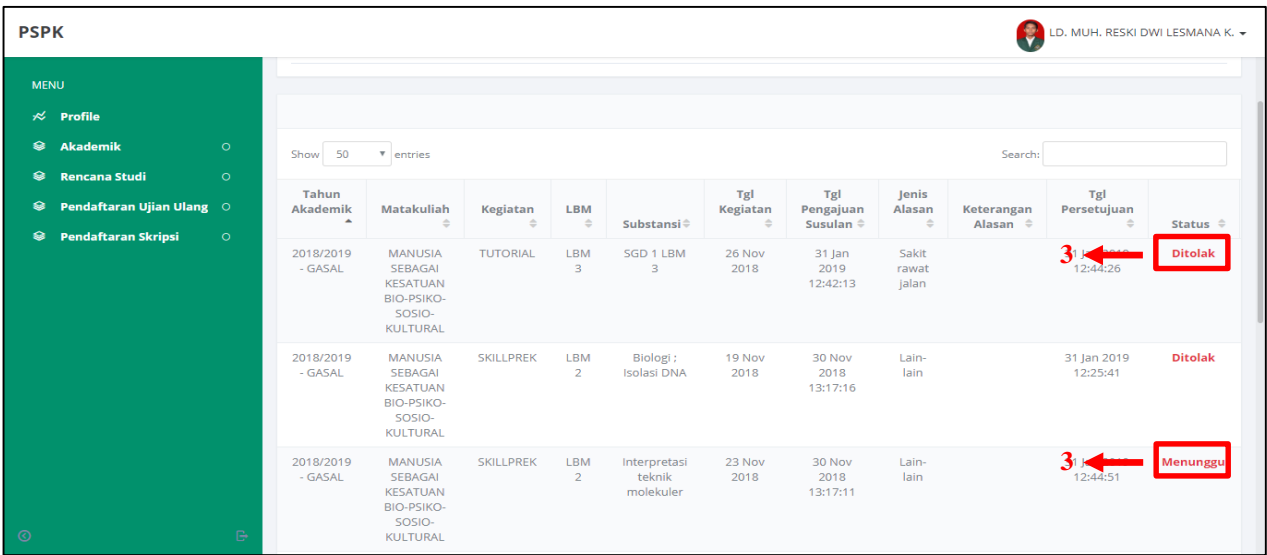 PSPK
LD. MUH. RESKI DWI LESMANA K.
MENU
Profile
Akademik
Rencana Studi
Pendaftaran Ujian Ulang
Pendaftaran Skripsi
Show 50 entries
Search:
Tahun
Akademik
Matakuliah
Kegiatan
LBM
Substansi
Tgl
Kegiatan
Tgl
Pengajuan
Susulan
Jenis
Alasan
Keterangan
Alasan
Tgl
Persetujuan
Status
2018/2019
- GASAL
MANUSIA
SEBAGAI
KESATUAN
BIO-PSIKO-
SOSIO-
KULTURAL
TUTORIAL
LBM
3
SGD 1 LBM
3
26 Nov
2018
31 Jan
2019
12:42:13
Sakit
rawat
jalan
3
12:44:26
Ditolak
2018/2019
- GASAL
MANUSIA
SEBAGAI
KESATUAN
BIO-PSIKO-
SOSIO-
KULTURAL
SKILLPREK
LBM
2
Biologi ;
Isolasi DNA
19 Nov
2018
30 Nov
2018
13:17:16
Lain-
lain
31 Jan 2019
12:25:41
Ditolak
2018/2019
- GASAL
MANUSIA
SEBAGAI
KESATUAN
BIO-PSIKO-
SOSIO-
KULTURAL
SKILLPREK
LBM
2
Interpretasi
teknik
molekuler
23 Nov
2018
30 Nov
2018
13:17:11
Lain-
lain
3
12:44:51
Menunggu